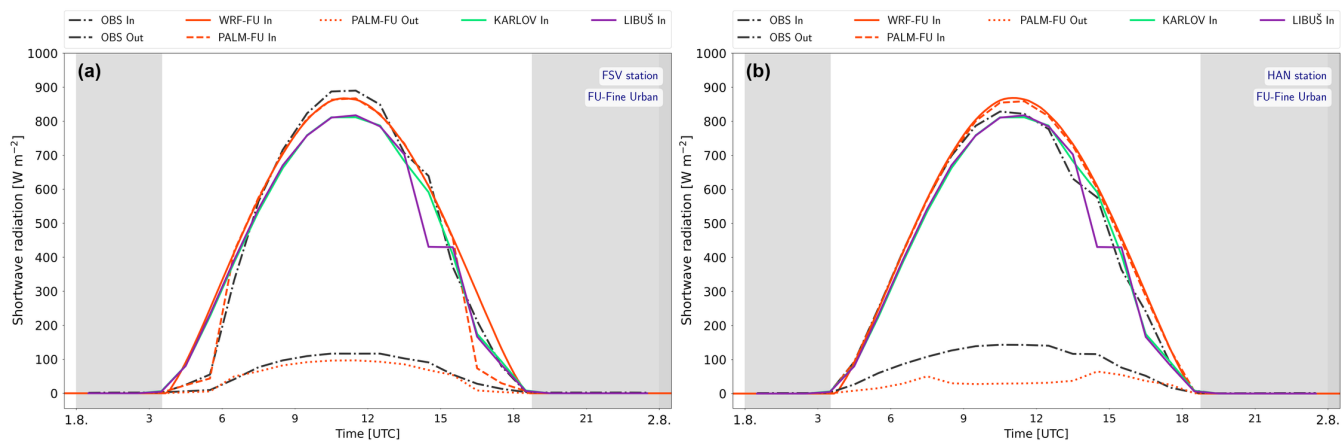 OBS In WRF-FU In PALM-FU Out KARLOV In LIBUŠ In
OBS Out PALM-FU In
(a)
FSV station
FU-Fine Urban
Shortwave radiation [W m−2]
1000
900
800
700
600
500
400
300
200
100
0
1.8. 3 6 9 12 15 18 2.8.
Time [UTC]
OBS In WRF-FU In PALM-FU Out KARLOV In LIBUŠ In
OBS Out PALM-FU In
(b)
HAN station
FU-Fine Urban
Shortwave radiation [W m−2]
1000
900
800
700
600
500
400
300
200
100
0
1.8. 3 6 9 12 15 18 2.8.
Time [UTC]